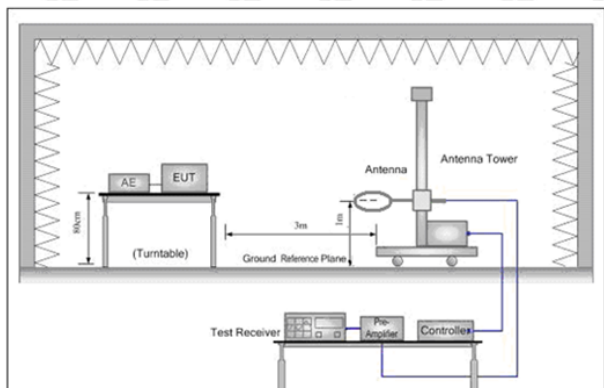 Antenna Tower
Antenna
EUT
AE
80cm
1m
3m
(Turntable)
Ground Reference Plane
Test Receiver
Pre-
Amplifier
Controller